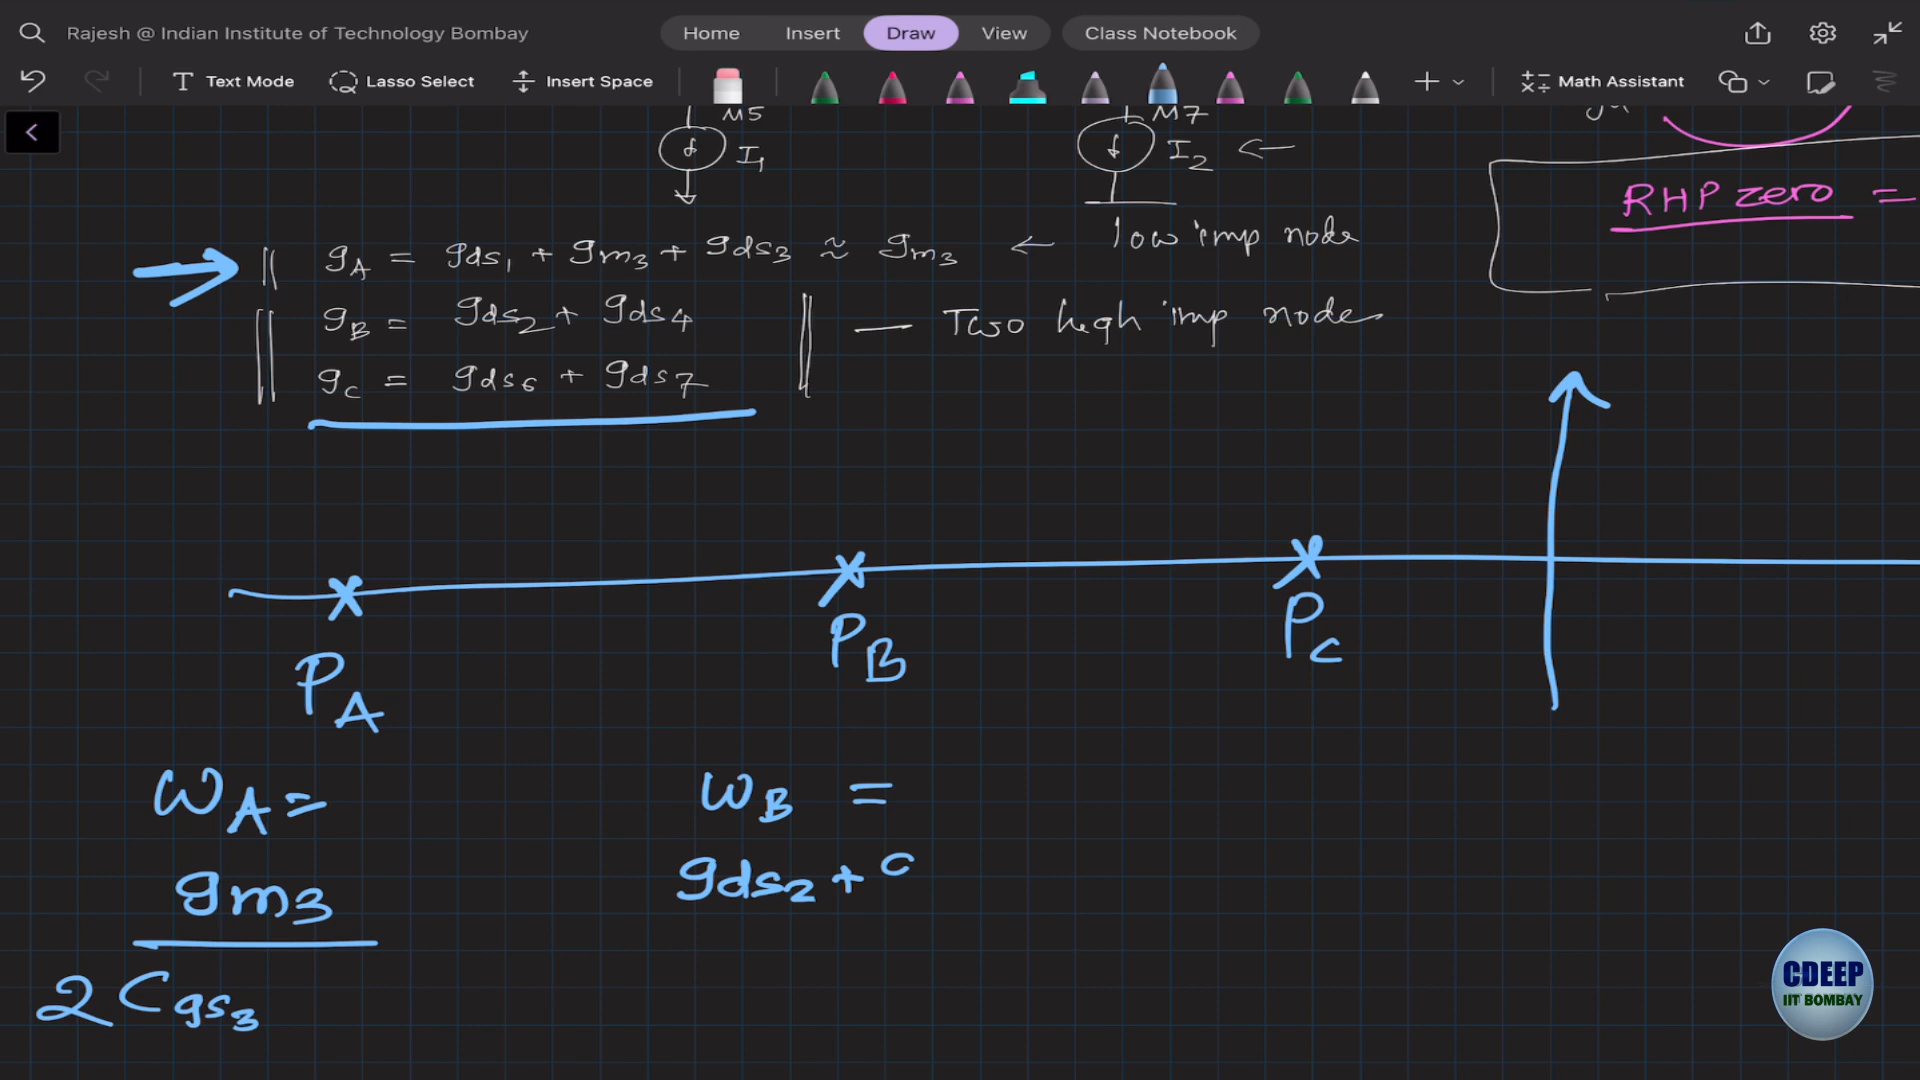 Rajesh @ Indian Institute of Technology Bombay
Home Insert Draw View Class Notebook
Text Mode Lasso Select Insert Space Math Assistant
M5 M7
I1 I2 ←
RHP zero =
gA = gds1 + gm3 + gds3 ≈ gm3 ← low imp node
gB = gds2 + gds4
— Two high imp nodes
gC = gds6 + gds7
PA PB PC
ωA = ωB =
gm3 gds2 +
2Cgs3
CDEEP
IIT BOMBAY